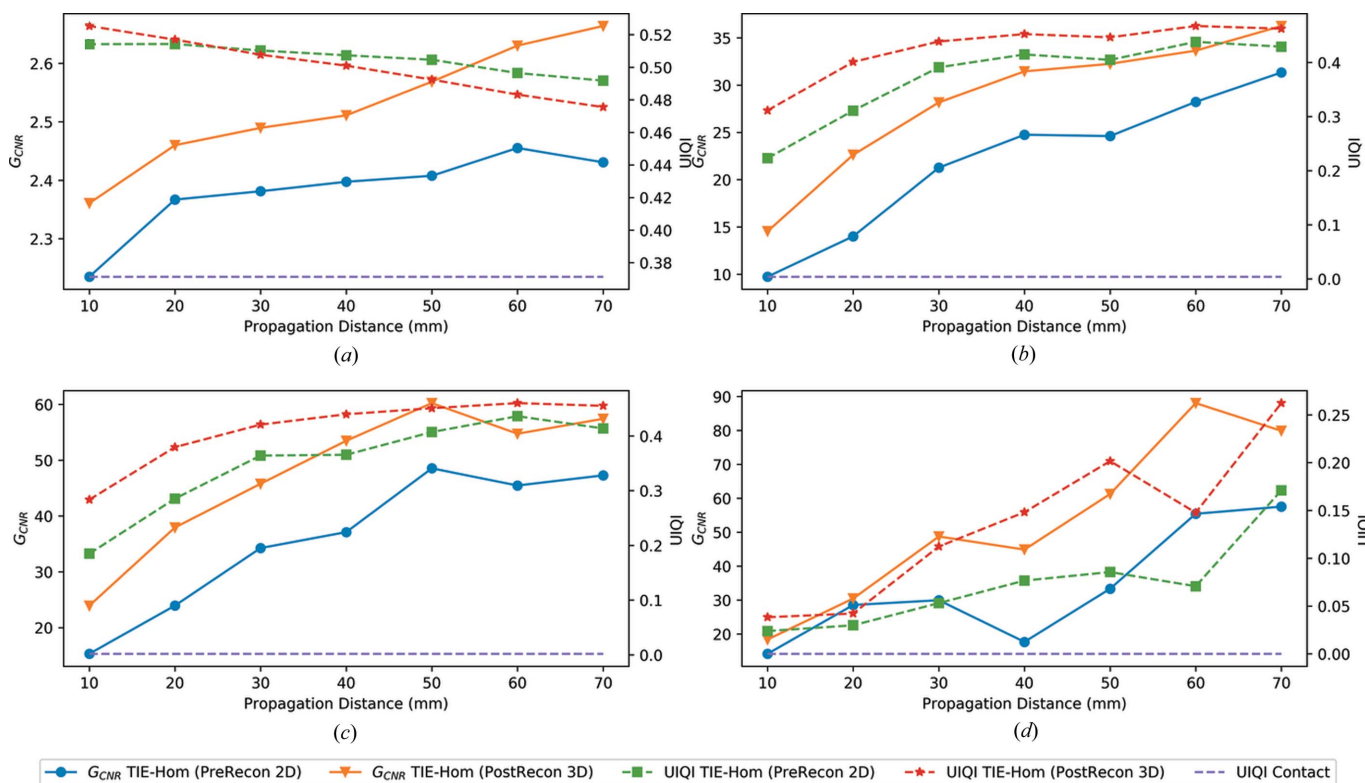 2.6
2.5
2.4
2.3
G_CNR
0.52
0.50
0.48
0.46
0.44
0.42
0.40
0.38
UIQI
10 20 30 40 50 60 70
Propagation Distance (mm)
(a)
35
30
25
20
15
10
G_CNR
0.4
0.3
0.2
0.1
0.0
UIQI
10 20 30 40 50 60 70
Propagation Distance (mm)
(b)
60
50
40
30
20
G_CNR
0.4
0.3
0.2
0.1
0.0
UIQI
10 20 30 40 50 60 70
Propagation Distance (mm)
(c)
90
80
70
60
50
40
30
20
G_CNR
0.25
0.20
0.15
0.10
0.05
0.00
UIQI
10 20 30 40 50 60 70
Propagation Distance (mm)
(d)
G_CNR TIE-Hom (PreRecon 2D) G_CNR TIE-Hom (PostRecon 3D) UIQI TIE-Hom (PreRecon 2D) UIQI TIE-Hom (PostRecon 3D) UIQI Contact